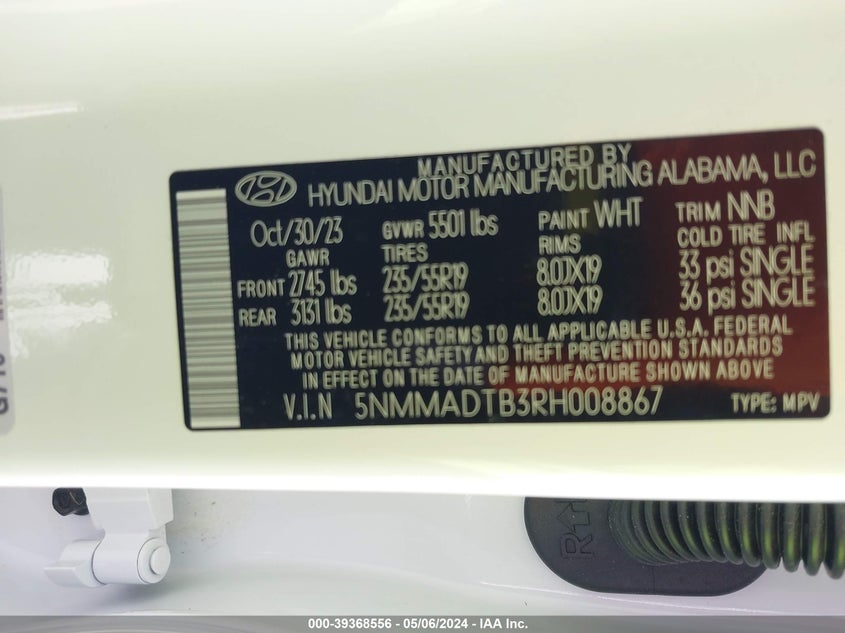 MANUFACTURED BY
HYUNDAI MOTOR MANUFACTURING ALABAMA, LLC
Oct/30/23 GVWR 5501 lbs PAINT WHT TRIM NNB
GAWR TIRES RIMS COLD TIRE INFL
FRONT 2745 lbs 235/55R19 8.0JX19 33 psi SINGLE
REAR 3131 lbs 235/55R19 8.0JX19 36 psi SINGLE
THIS VEHICLE CONFORMS TO ALL APPLICABLE U.S.A. FEDERAL
MOTOR VEHICLE SAFETY AND THEFT PREVENTION STANDARDS
IN EFFECT ON THE DATE OF MANUFACTURE SHOWN ABOVE
V.I.N 5NMMADTB3RH008867 TYPE: MPV
000-39368556 - 05/06/2024 - IAA Inc.